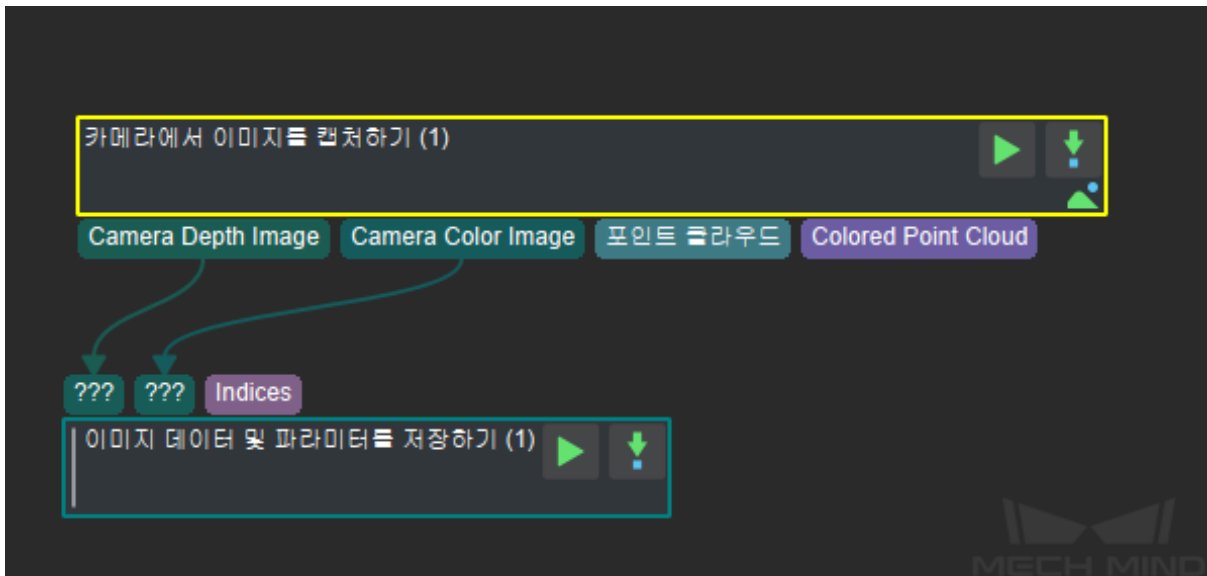 카메라에서 이미지를 캡처하기 (1)
Camera Depth Image Camera Color Image 포인트 클라우드 Colored Point Cloud
??? ??? Indices
이미지 데이터 및 파라미터를 저장하기 (1)
MECH MIND